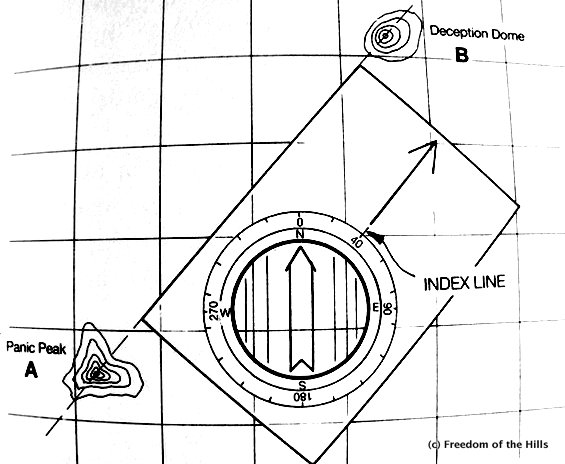 Deception Dome
B
0
N
40
INDEX LINE
270
W
E
90
Panic Peak
A
S
180
(c) Freedom of the Hills